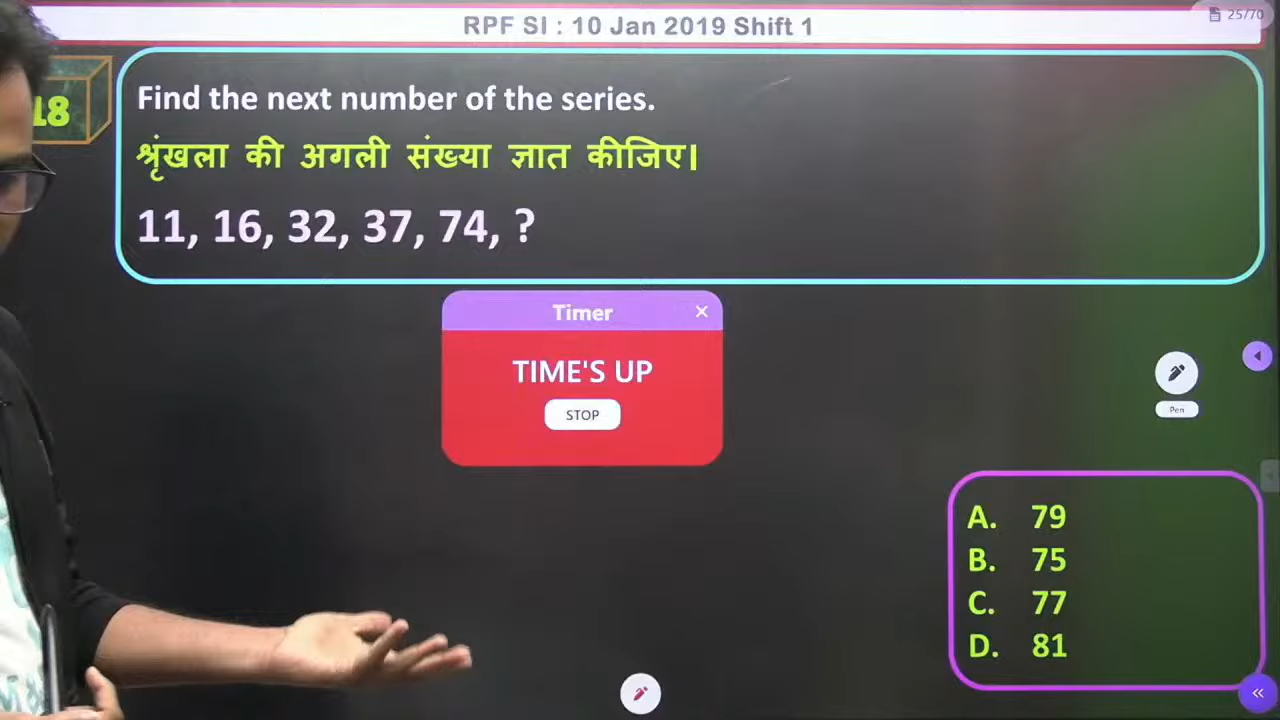 RPF SI : 10 Jan 2019 Shift 1
25/70
18
Find the next number of the series.
श्रृंखला की अगली संख्या ज्ञात कीजिए।
11, 16, 32, 37, 74, ?
Timer
TIME'S UP
STOP
Pen
A. 79
B. 75
C. 77
D. 81